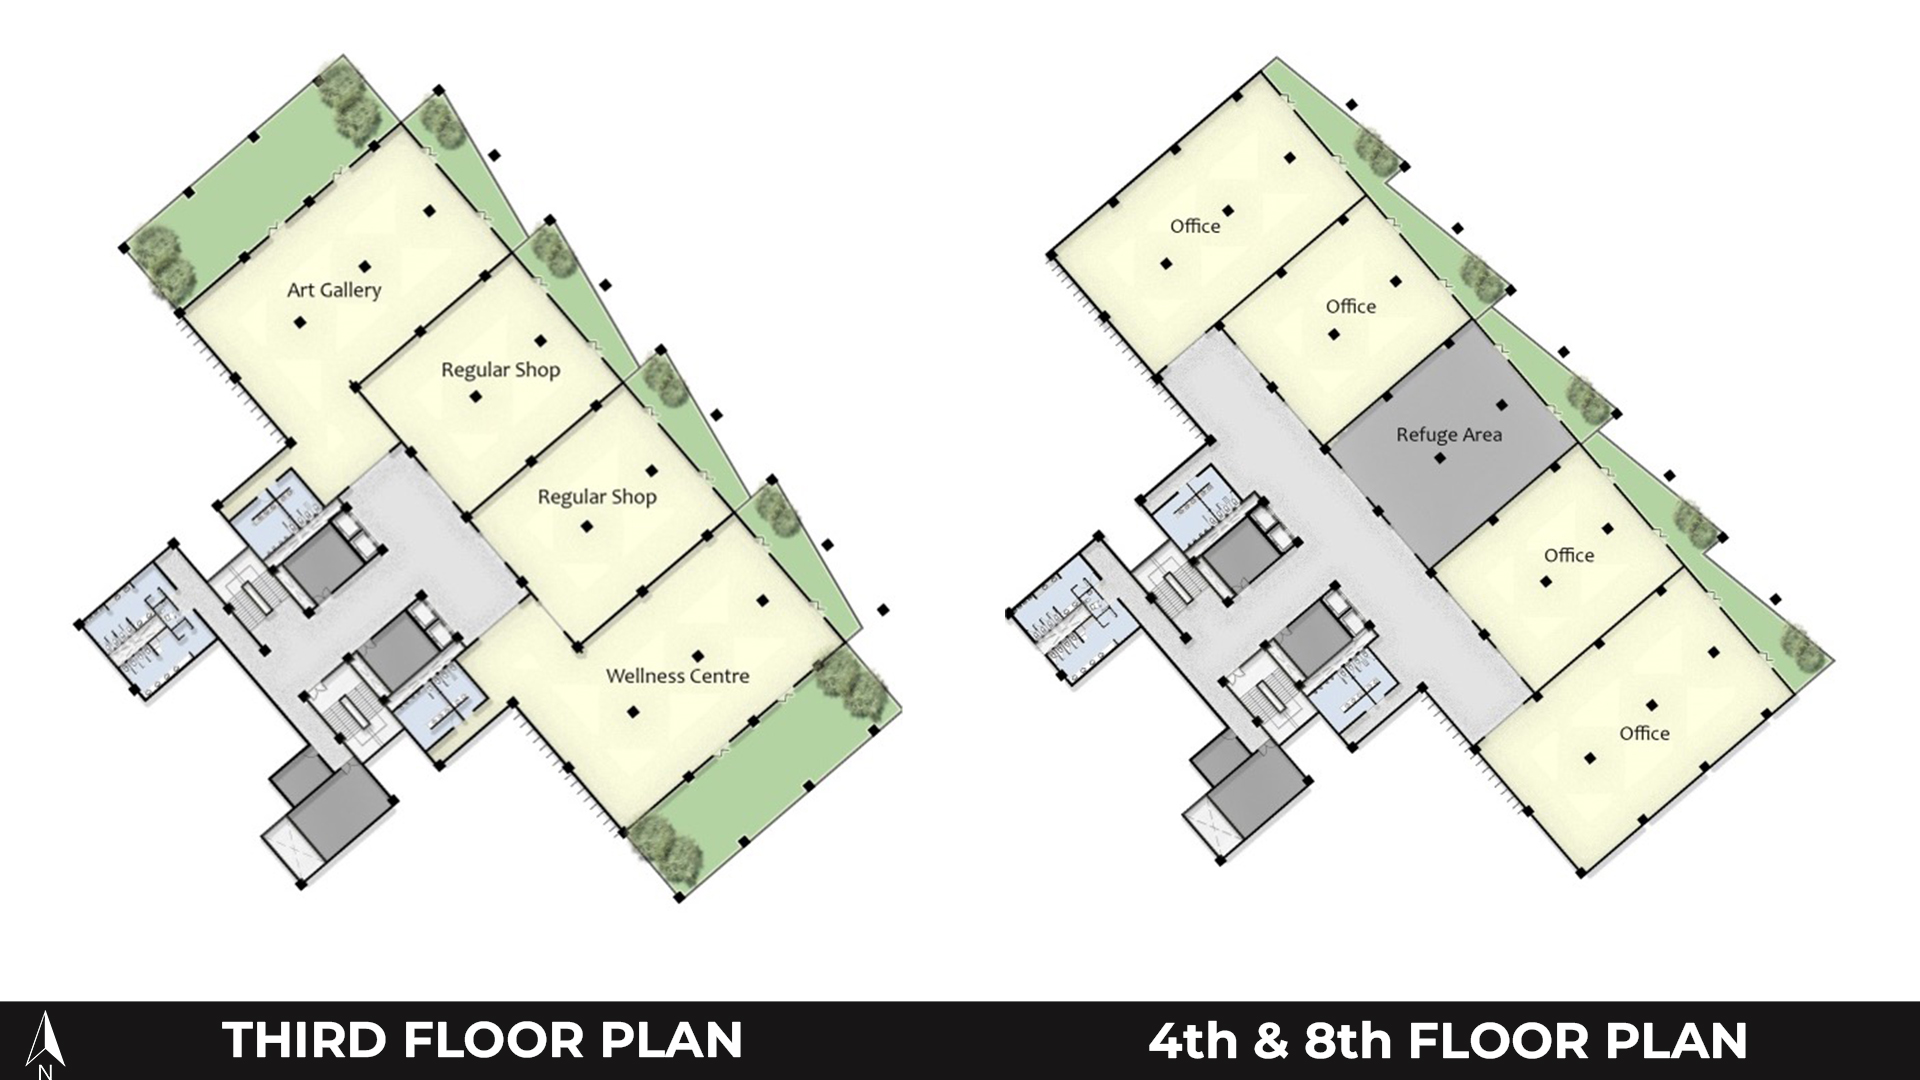 Art Gallery
Regular Shop
Regular Shop
Wellness Centre
Office
Office
Refuge Area
Office
Office
N
THIRD FLOOR PLAN
4th & 8th FLOOR PLAN